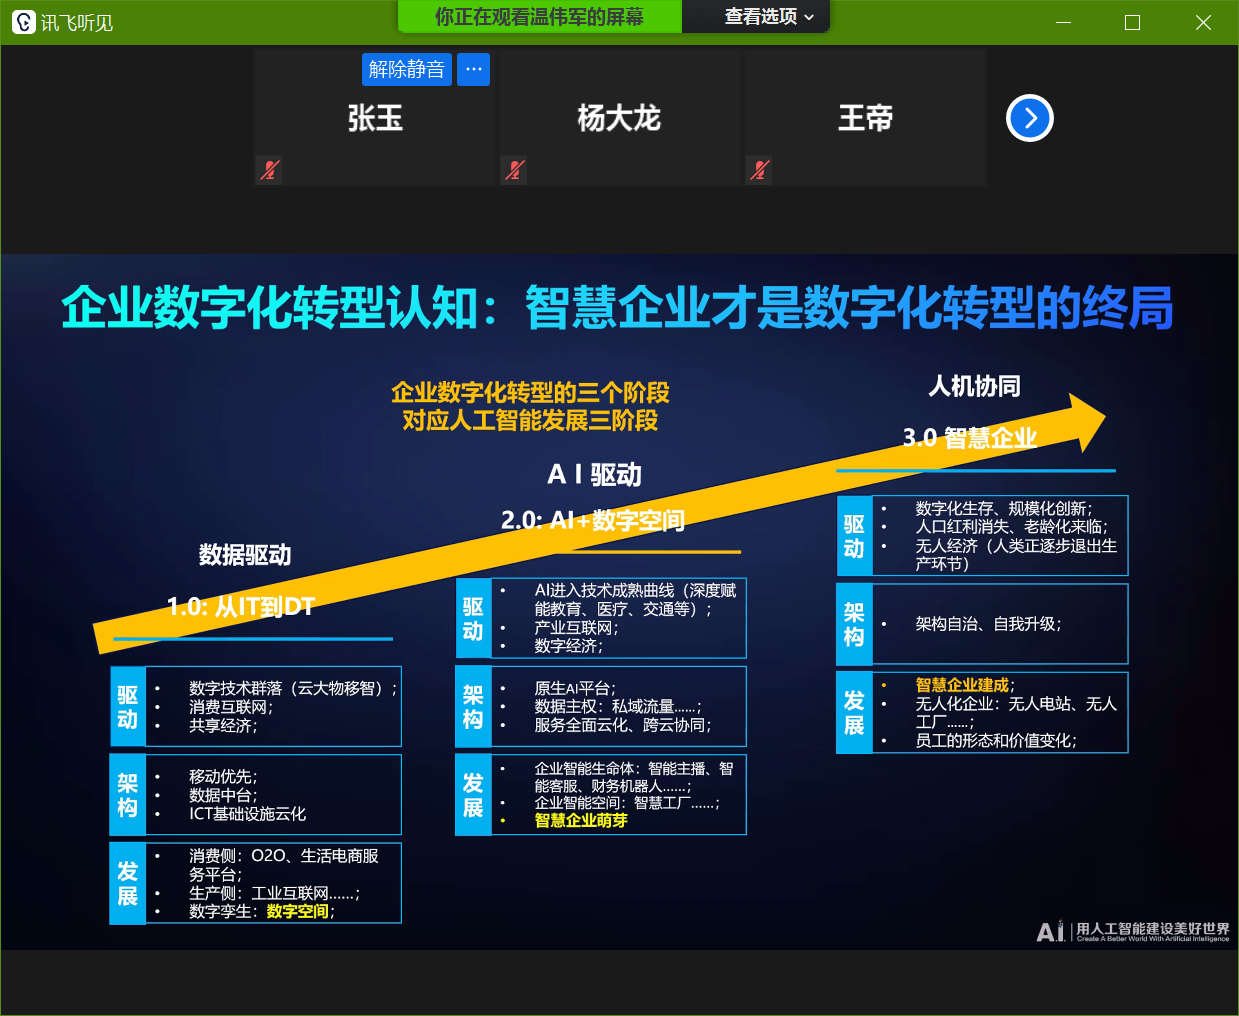 讯飞听见
你正在观看温伟军的屏幕
查看选项
解除静音
...
张玉
杨大龙
王帝
企业数字化转型认知：智慧企业才是数字化转型的终局
企业数字化转型的三个阶段
对应人工智能发展三阶段
数据驱动
1.0: 从IT到DT
驱动
• 数字技术群落（云大物移智）;
• 消费互联网;
• 共享经济;
架构
• 移动优先;
• 数据中台;
• ICT基础设施云化
发展
• 消费侧：O2O、生活电商服
务平台;
• 生产侧：工业互联网......;
• 数字孪生：数字空间;
A I 驱动
2.0: AI+数字空间
驱动
• AI进入技术成熟曲线（深度赋
能教育、医疗、交通等）;
• 产业互联网;
• 数字经济;
架构
• 原生AI平台;
• 数据主权：私域流量......;
• 服务全面云化、跨云协同;
发展
• 企业智能生命体：智能主播、智
能客服、财务机器人......;
• 企业智能空间：智慧工厂......;
• 智慧企业萌芽
人机协同
3.0 智慧企业
驱动
• 数字化生存、规模化创新;
• 人口红利消失、老龄化来临;
• 无人经济（人类正逐步退出生
产环节）
架构
• 架构自治、自我升级;
发展
• 智慧企业建成;
• 无人化企业：无人电站、无人
工厂......;
• 员工的形态和价值变化;
A.I. 用人工智能建设美好世界
Create A Better World With Artificial Intelligence